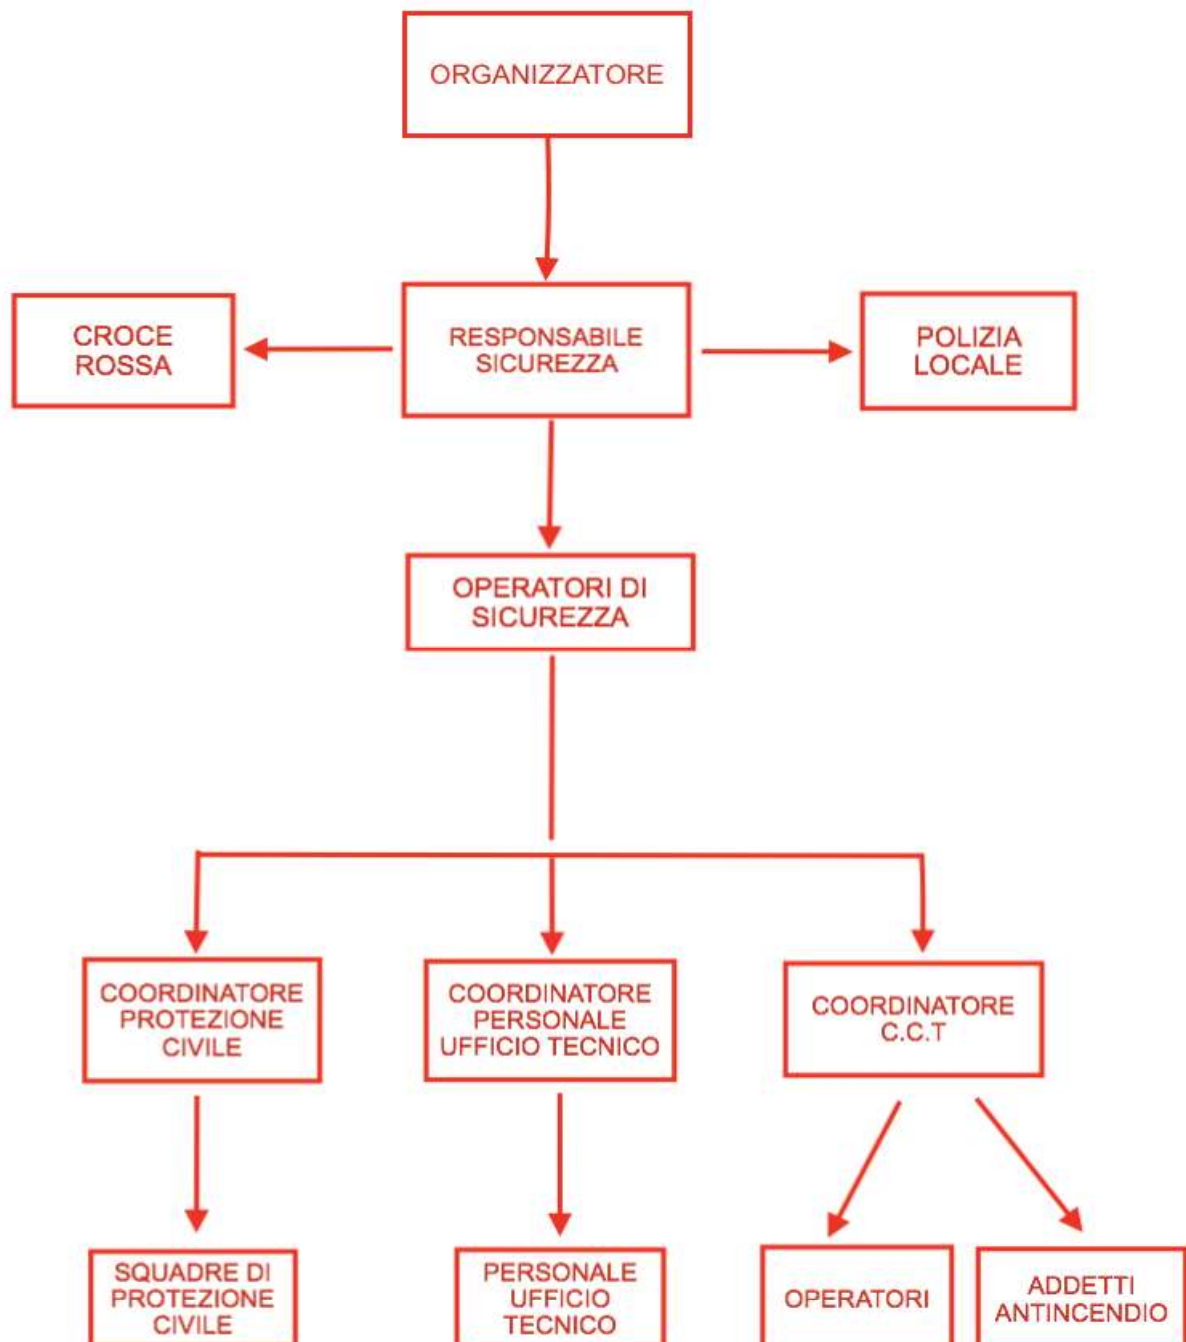 ORGANIZZATORE
CROCE
ROSSA
RESPONSABILE
SICUREZZA
POLIZIA
LOCALE
OPERATORI DI
SICUREZZA
COORDINATORE
PROTEZIONE
CIVILE
COORDINATORE
PERSONALE
UFFICIO TECNICO
COORDINATORE
C.C.T
SQUADRE DI
PROTEZIONE
CIVILE
PERSONALE
UFFICIO
TECNICO
OPERATORI
ADDETTI
ANTINCENDIO